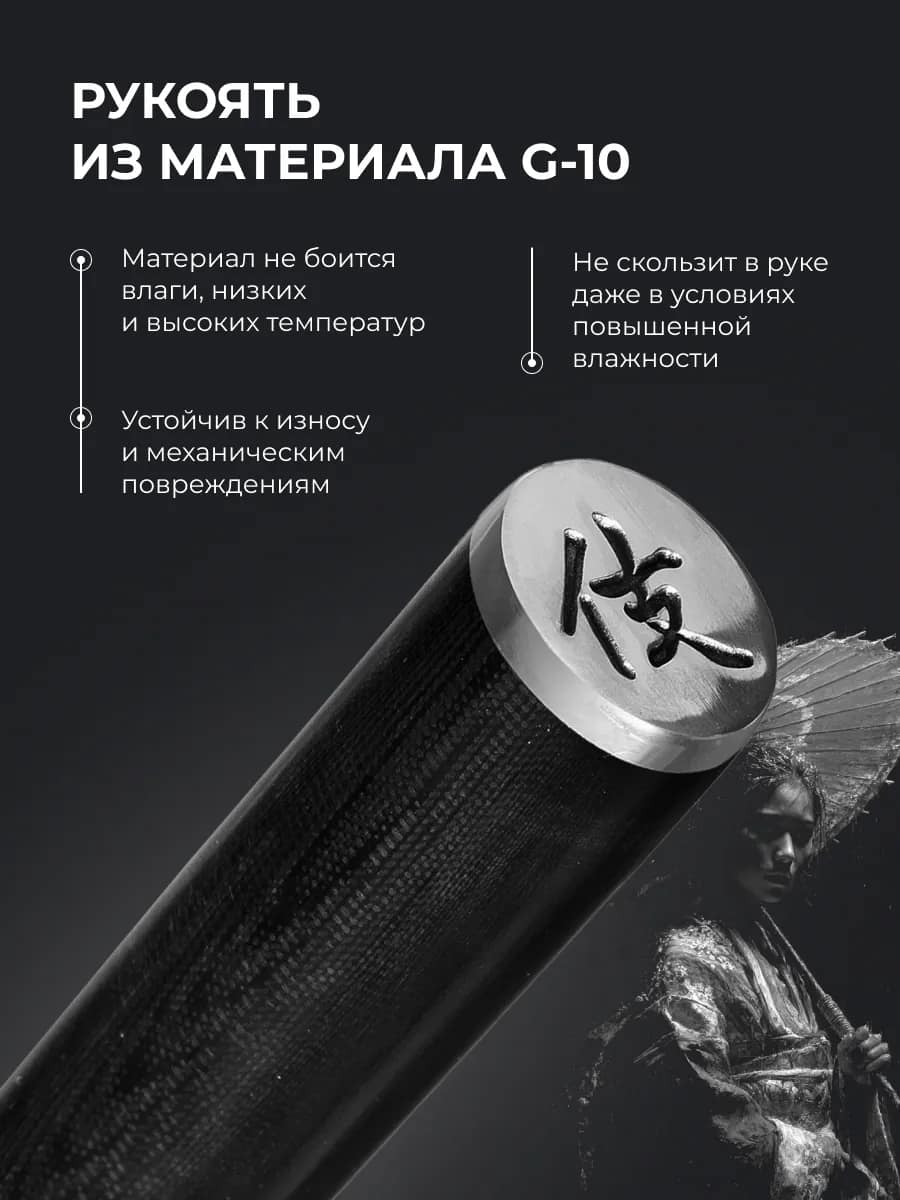 РУКОЯТЬ
ИЗ МАТЕРИАЛА G-10
Материал не боится
влаги, низких
и высоких температур
Устойчив к износу
и механическим
повреждениям
Не скользит в руке
даже в условиях
повышенной
влажности